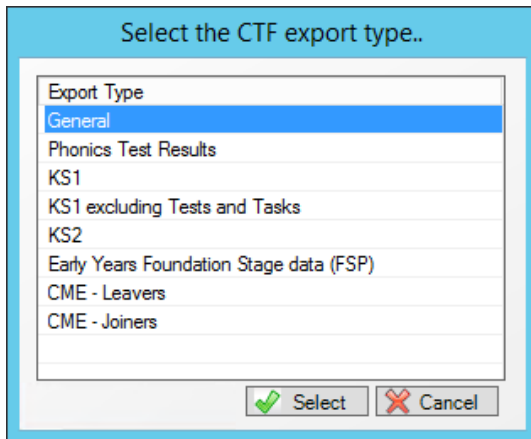 Select the CTF export type..
Export Type
General
Phonics Test Results
KS1
KS1 excluding Tests and Tasks
KS2
Early Years Foundation Stage data (FSP)
CME - Leavers
CME - Joiners
Select Cancel